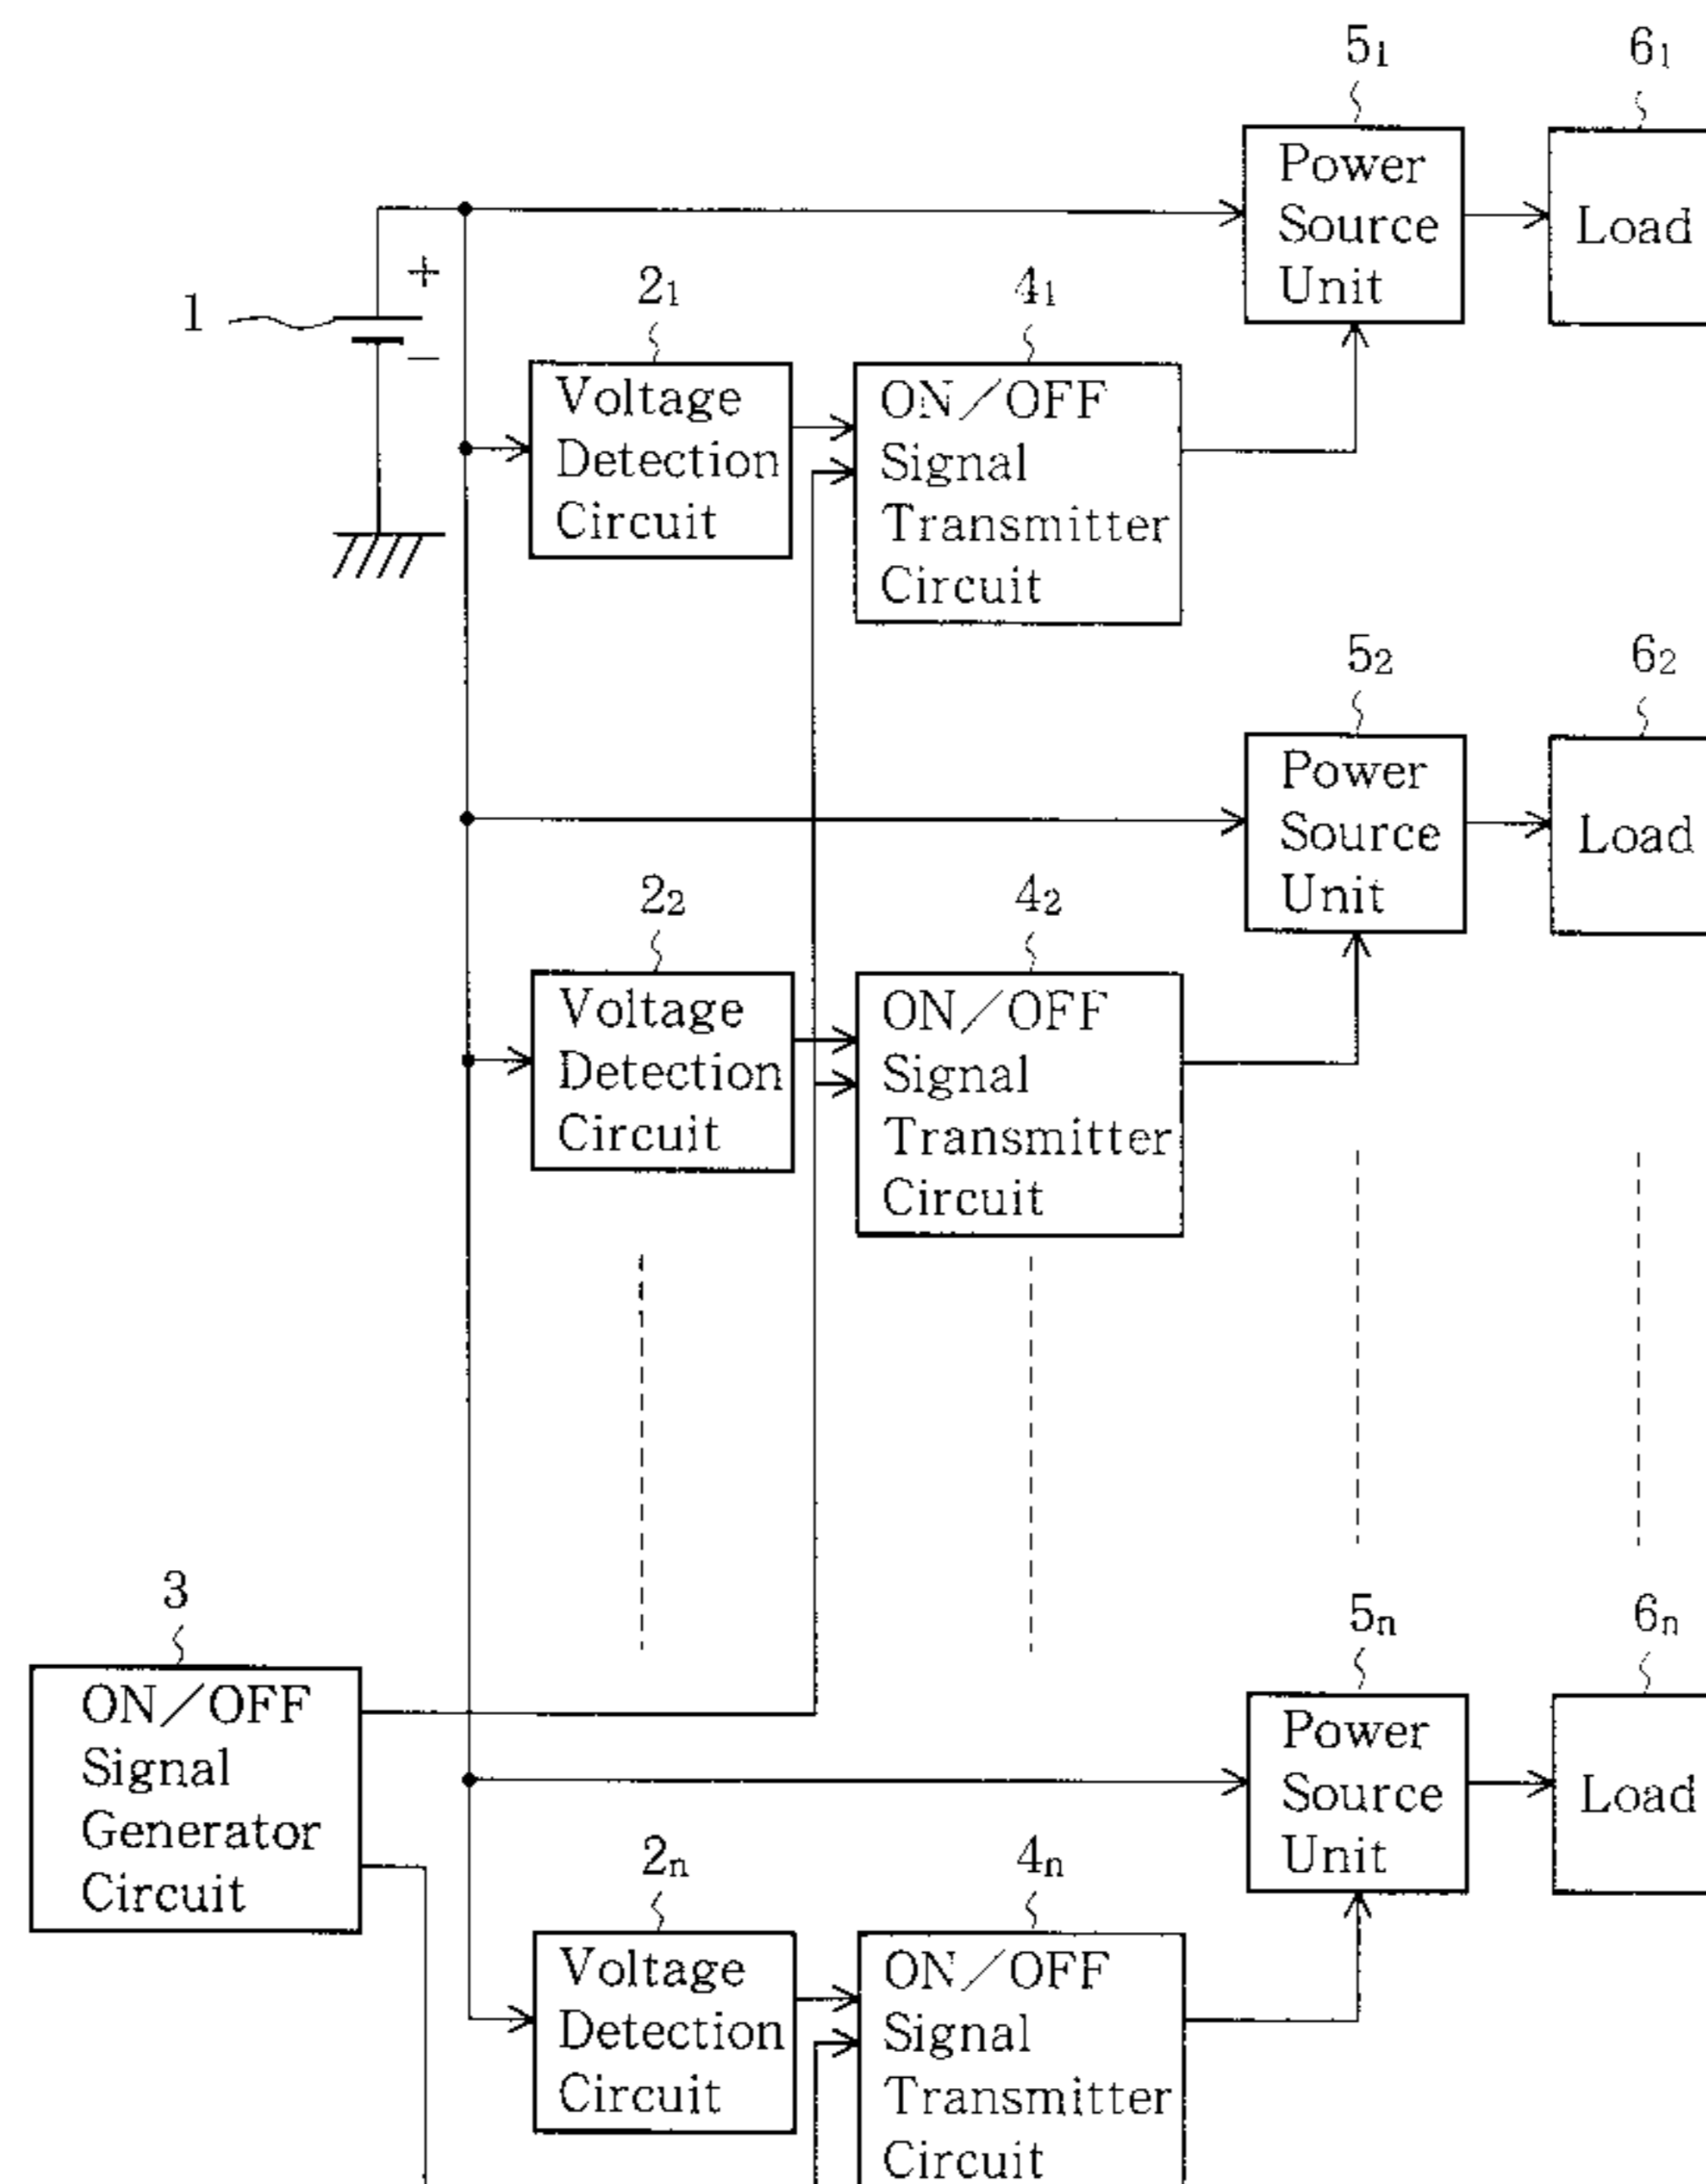 5₁
6₁
Power
Source
Unit
Load
+
1
−
2₁
4₁
Voltage
Detection
Circuit
ON/OFF
Signal
Transmitter
Circuit
5₂
6₂
Power
Source
Unit
Load
2₂
4₂
Voltage
Detection
Circuit
ON/OFF
Signal
Transmitter
Circuit
3
ON/OFF
Signal
Generator
Circuit
5ₙ
6ₙ
Power
Source
Unit
Load
2ₙ
4ₙ
Voltage
Detection
Circuit
ON/OFF
Signal
Transmitter
Circuit